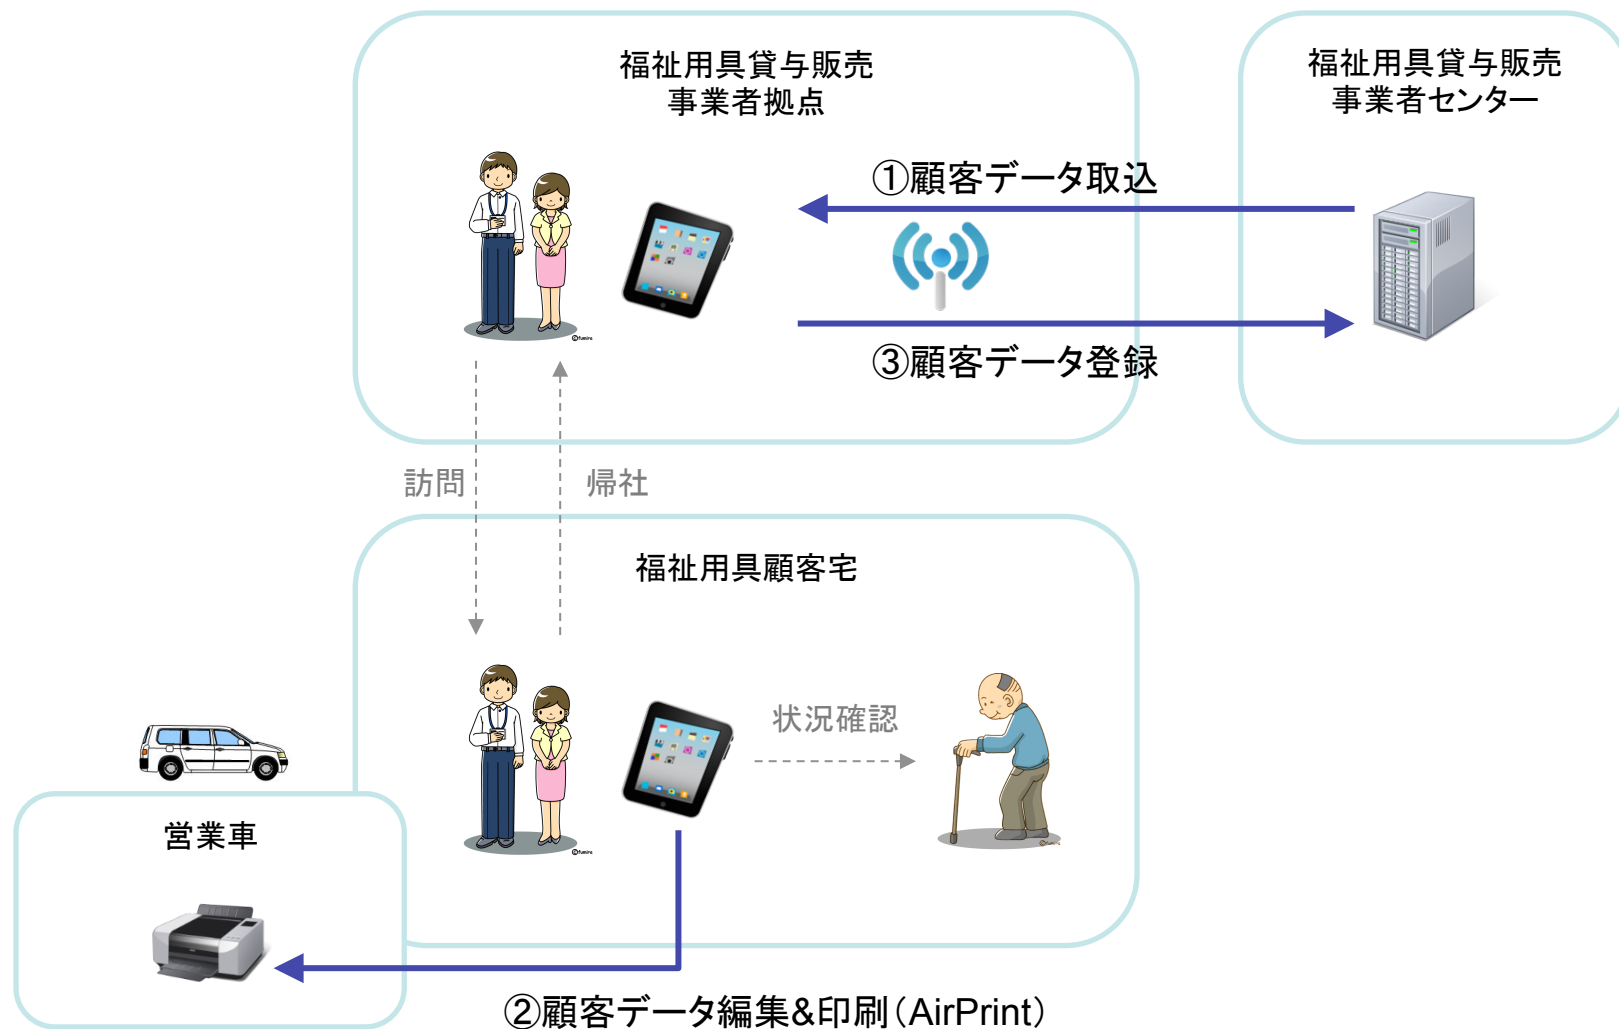 福祉用具貸与販売
事業者拠点
福祉用具貸与販売
事業者センター
①顧客データ取込
③顧客データ登録
©fumira
訪問
帰社
福祉用具顧客宅
状況確認
営業車
©fumira
©fumira
②顧客データ編集&印刷（AirPrint）